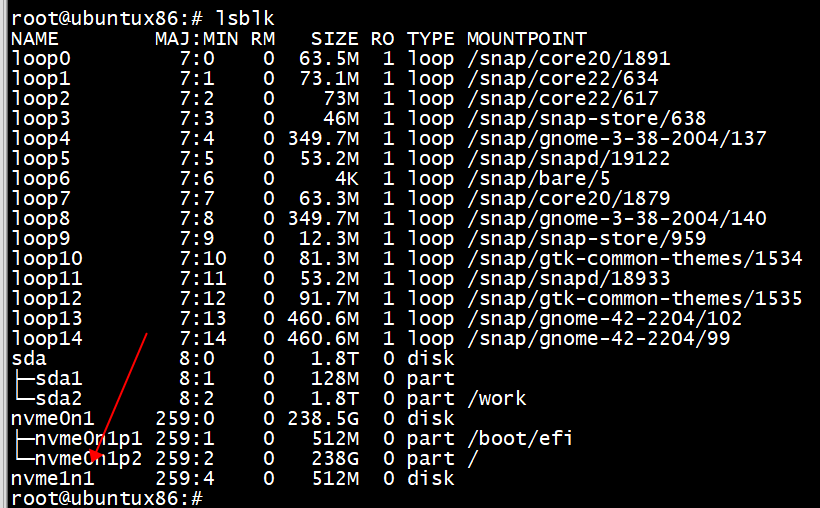 root@ubuntux86:# lsblk
NAME        MAJ:MIN RM   SIZE RO TYPE MOUNTPOINT
loop0         7:0    0  63.5M  1 loop /snap/core20/1891
loop1         7:1    0  73.1M  1 loop /snap/core22/634
loop2         7:2    0    73M  1 loop /snap/core22/617
loop3         7:3    0    46M  1 loop /snap/snap-store/638
loop4         7:4    0 349.7M  1 loop /snap/gnome-3-38-2004/137
loop5         7:5    0  53.2M  1 loop /snap/snapd/19122
loop6         7:6    0     4K  1 loop /snap/bare/5
loop7         7:7    0  63.3M  1 loop /snap/core20/1879
loop8         7:8    0 349.7M  1 loop /snap/gnome-3-38-2004/140
loop9         7:9    0  12.3M  1 loop /snap/snap-store/959
loop10        7:10   0  81.3M  1 loop /snap/gtk-common-themes/1534
loop11        7:11   0  53.2M  1 loop /snap/snapd/18933
loop12        7:12   0  91.7M  1 loop /snap/gtk-common-themes/1535
loop13        7:13   0 460.6M  1 loop /snap/gnome-42-2204/102
loop14        7:14   0 460.6M  1 loop /snap/gnome-42-2204/99
sda           8:0    0   1.8T  0 disk
├─sda1        8:1    0   128M  0 part
└─sda2        8:2    0   1.8T  0 part /work
nvme0n1     259:0    0 238.5G  0 disk
├─nvme0n1p1 259:1    0   512M  0 part /boot/efi
└─nvme0n1p2 259:2    0   238G  0 part /
nvme1n1     259:4    0   512M  0 disk
root@ubuntux86:#